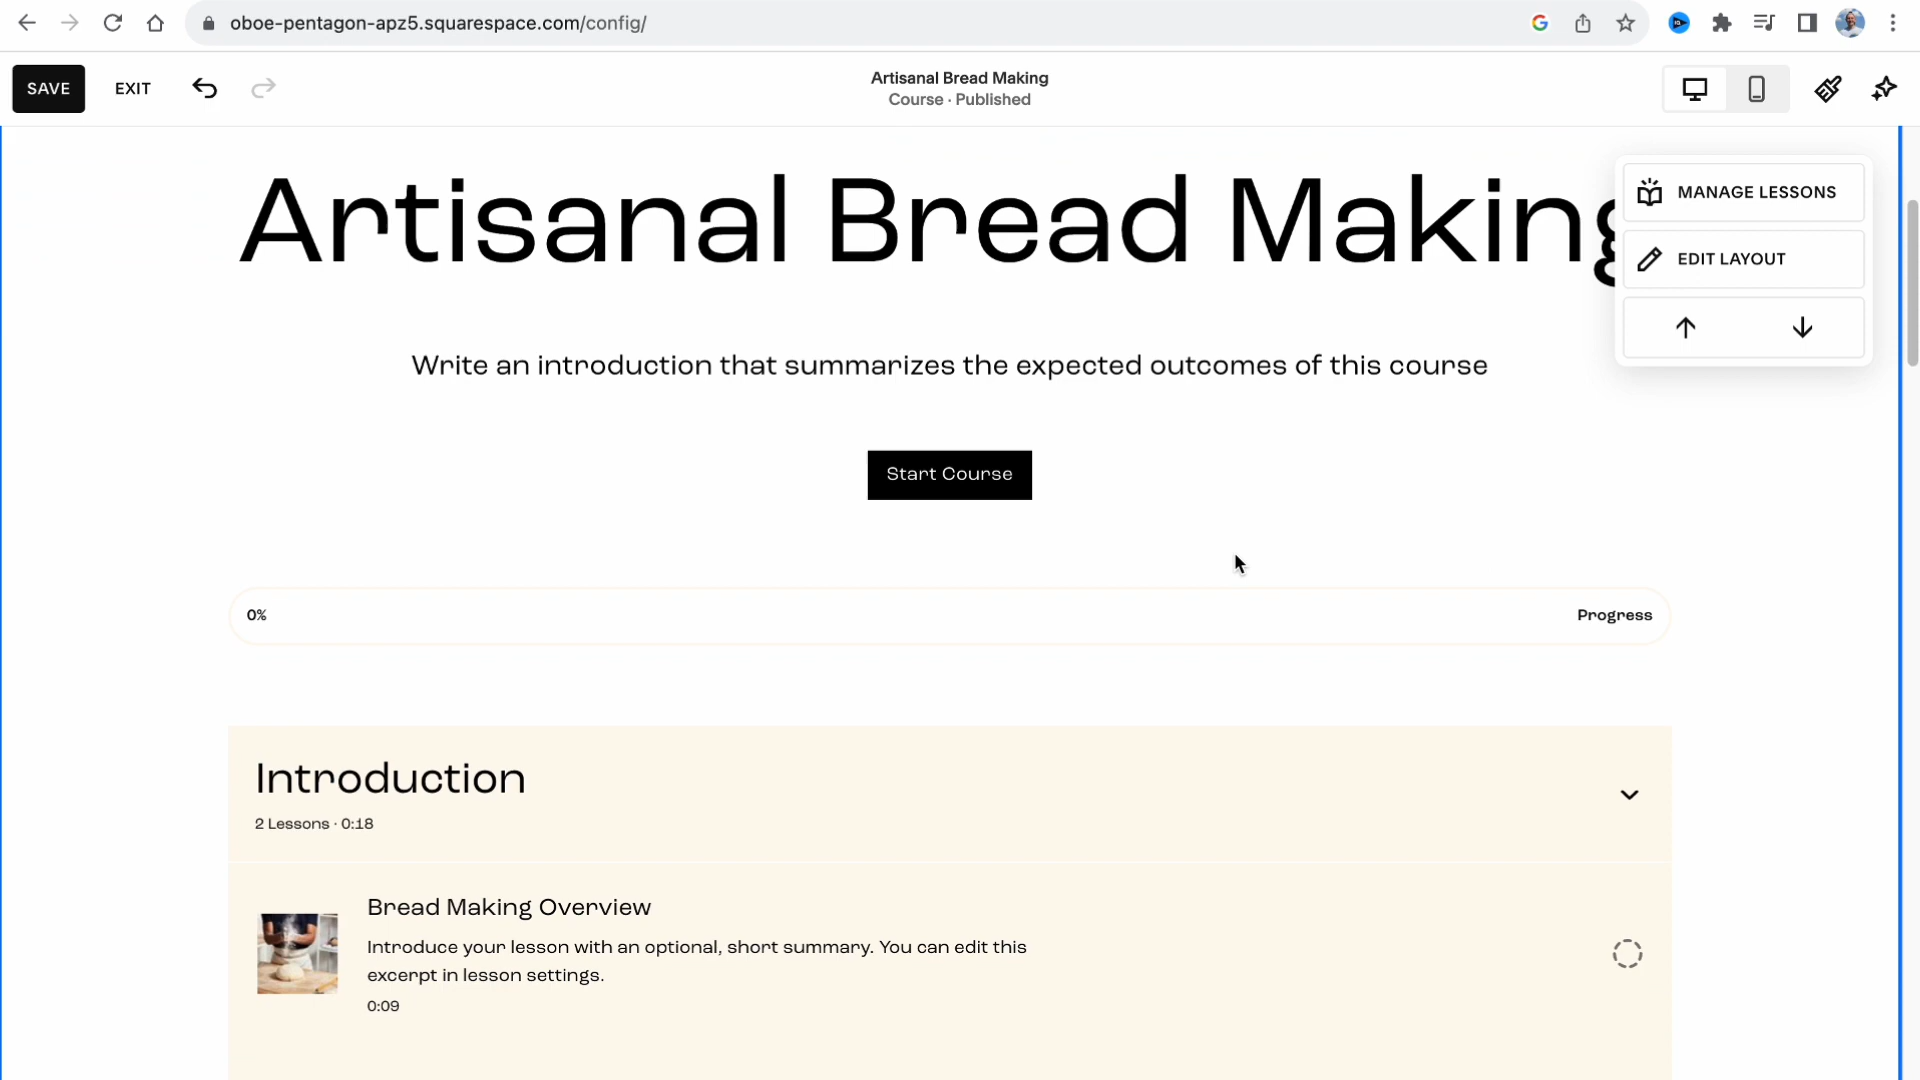 oboe-pentagon-apz5.squarespace.com/config/
SAVE
EXIT
Artisanal Bread Making
Course · Published
Artisanal Bread Making
MANAGE LESSONS
EDIT LAYOUT
Write an introduction that summarizes the expected outcomes of this course
Start Course
0%
Progress
Introduction
2 Lessons · 0:18
Bread Making Overview
Introduce your lesson with an optional, short summary. You can edit this
excerpt in lesson settings.
0:09